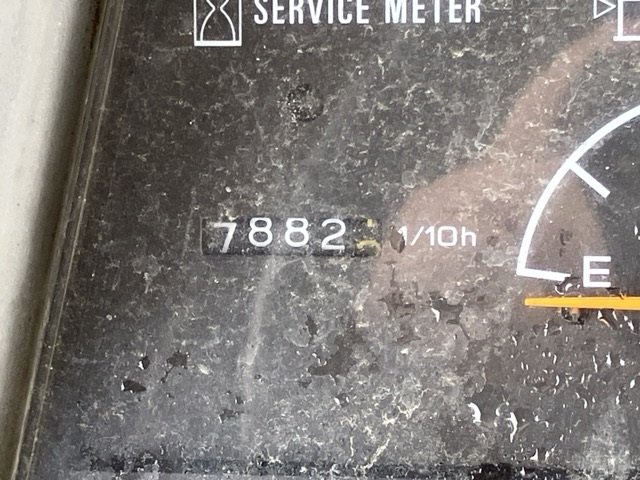 SERVICE METER
7882 1/10h
E